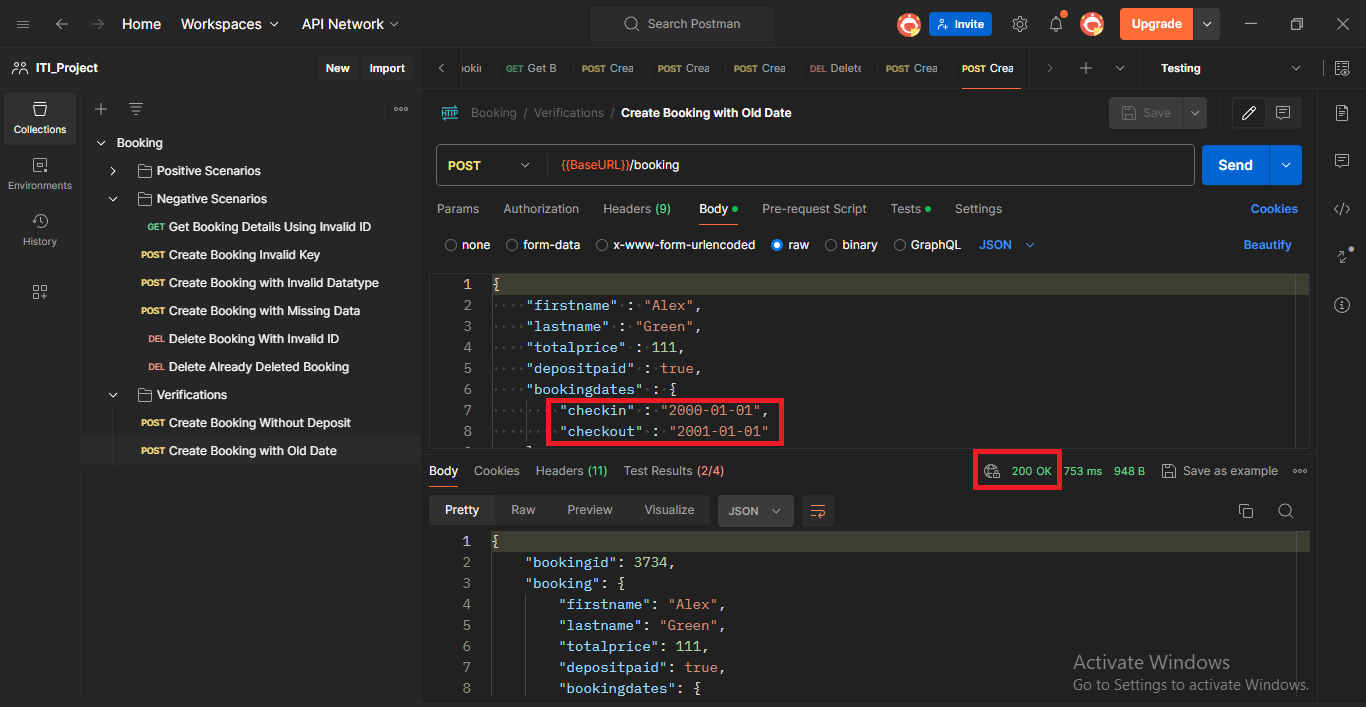 Home Workspaces API Network Search Postman Invite Upgrade
ITI_Project New Import
GET Get B POST Crea POST Crea POST Crea DEL Delete POST Crea POST Crea Testing
Collections
Environments
History
Booking
Positive Scenarios
Negative Scenarios
GET Get Booking Details Using Invalid ID
POST Create Booking Invalid Key
POST Create Booking with Invalid Datatype
POST Create Booking with Missing Data
DEL Delete Booking With Invalid ID
DEL Delete Already Deleted Booking
Verifications
POST Create Booking Without Deposit
POST Create Booking with Old Date
HTTP Booking / Verifications / Create Booking with Old Date Save
POST {{BaseURL}}/booking Send
Params Authorization Headers (9) Body Pre-request Script Tests Settings Cookies
none form-data x-www-form-urlencoded raw binary GraphQL JSON Beautify
1 {
2 "firstname" : "Alex",
3 "lastname" : "Green",
4 "totalprice" : 111,
5 "depositpaid" : true,
6 "bookingdates" : {
7 "checkin" : "2000-01-01",
8 "checkout" : "2001-01-01"
Body Cookies Headers (11) Test Results (2/4) 200 OK 753 ms 948 B Save as example
Pretty Raw Preview Visualize JSON
1 {
2 "bookingid": 3734,
3 "booking": {
4 "firstname": "Alex",
5 "lastname": "Green",
6 "totalprice": 111,
7 "depositpaid": true,
8 "bookingdates": {
Activate Windows
Go to Settings to activate Windows.